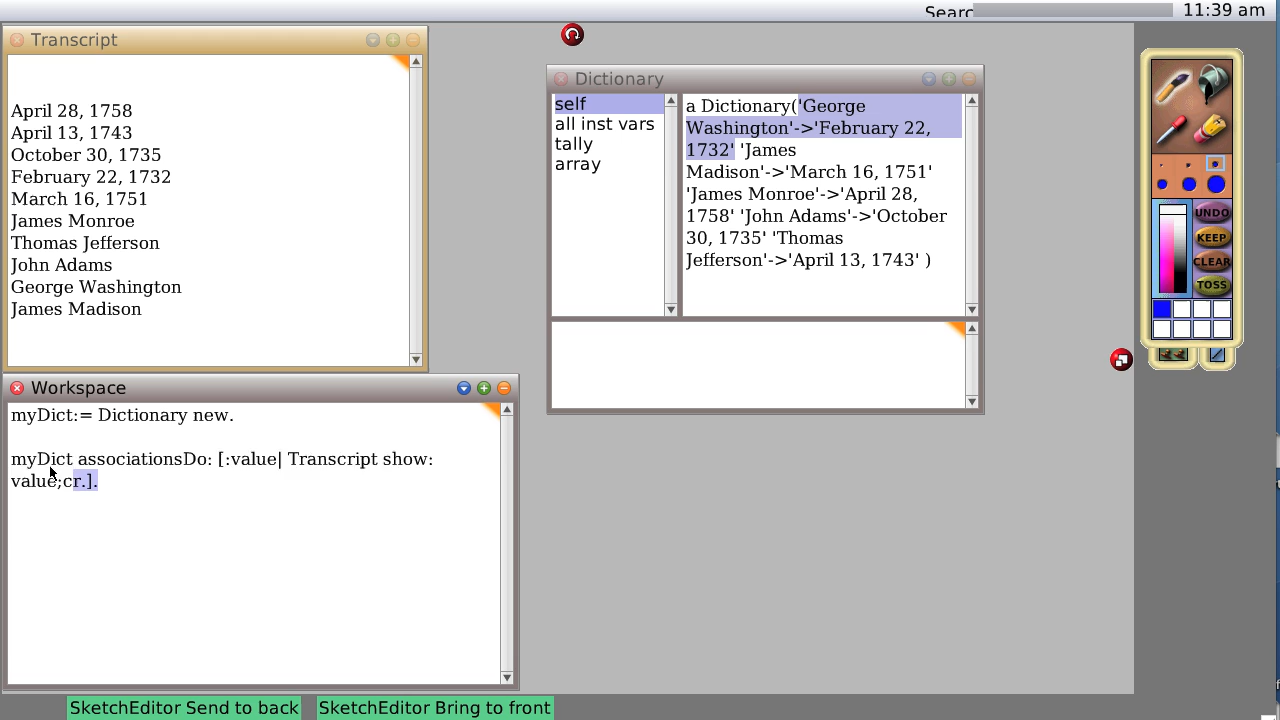 Searc
11:39 am
Transcript
April 28, 1758
April 13, 1743
October 30, 1735
February 22, 1732
March 16, 1751
James Monroe
Thomas Jefferson
John Adams
George Washington
James Madison
Dictionary
self
all inst vars
tally
array
a Dictionary('George
Washington'->'February 22,
1732' 'James
Madison'->'March 16, 1751'
'James Monroe'->'April 28,
1758' 'John Adams'->'October
30, 1735' 'Thomas
Jefferson'->'April 13, 1743' )
UNDO
KEEP
CLEAR
TOSS
Workspace
myDict:= Dictionary new.
myDict associationsDo: [:value| Transcript show:
value;cr.].
SketchEditor Send to back
SketchEditor Bring to front